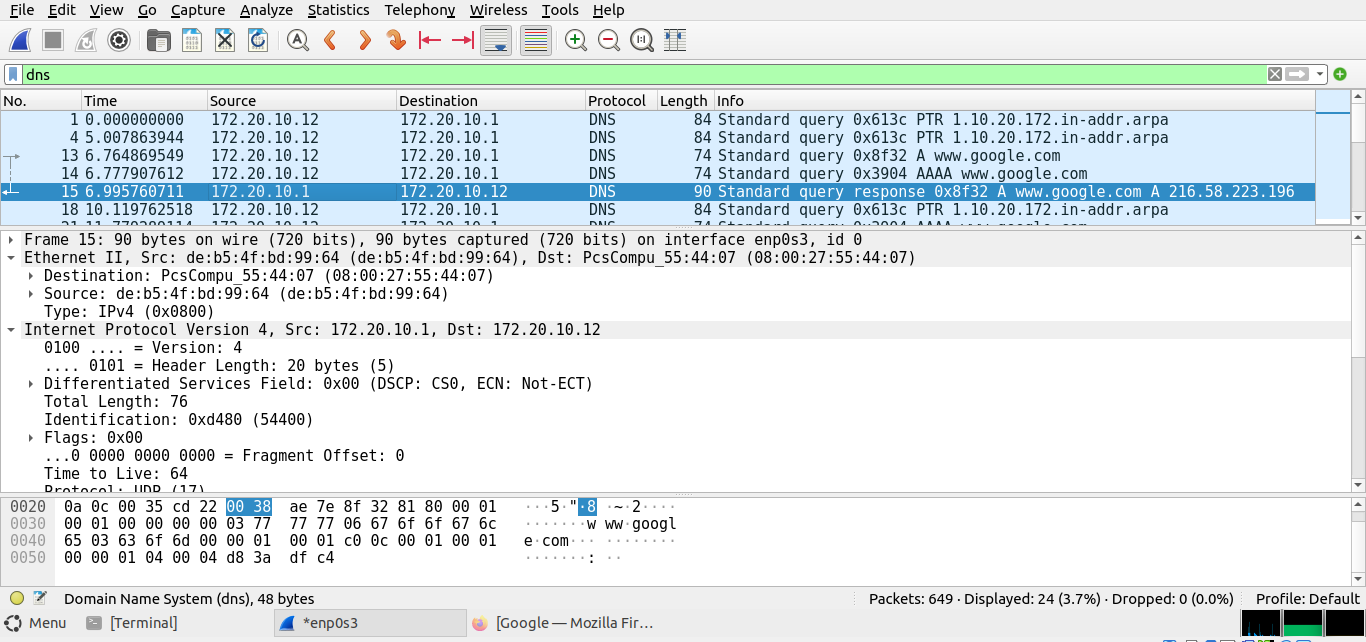 File Edit View Go Capture Analyze Statistics Telephony Wireless Tools Help
dns
No. Time Source Destination Protocol Length Info
1 0.000000000 172.20.10.12 172.20.10.1 DNS 84 Standard query 0x613c PTR 1.10.20.172.in-addr.arpa
4 5.007863944 172.20.10.12 172.20.10.1 DNS 84 Standard query 0x613c PTR 1.10.20.172.in-addr.arpa
13 6.764869549 172.20.10.12 172.20.10.1 DNS 74 Standard query 0x8f32 A www.google.com
14 6.777907612 172.20.10.12 172.20.10.1 DNS 74 Standard query 0x3904 AAAA www.google.com
15 6.995760711 172.20.10.1 172.20.10.12 DNS 90 Standard query response 0x8f32 A www.google.com A 216.58.223.196
18 10.119762518 172.20.10.12 172.20.10.1 DNS 84 Standard query 0x613c PTR 1.10.20.172.in-addr.arpa
Frame 15: 90 bytes on wire (720 bits), 90 bytes captured (720 bits) on interface enp0s3, id 0
Ethernet II, Src: de:b5:4f:bd:99:64 (de:b5:4f:bd:99:64), Dst: PcsCompu_55:44:07 (08:00:27:55:44:07)
Destination: PcsCompu_55:44:07 (08:00:27:55:44:07)
Source: de:b5:4f:bd:99:64 (de:b5:4f:bd:99:64)
Type: IPv4 (0x0800)
Internet Protocol Version 4, Src: 172.20.10.1, Dst: 172.20.10.12
0100 .... = Version: 4
.... 0101 = Header Length: 20 bytes (5)
Differentiated Services Field: 0x00 (DSCP: CS0, ECN: Not-ECT)
Total Length: 76
Identification: 0xd480 (54400)
Flags: 0x00
...0 0000 0000 0000 = Fragment Offset: 0
Time to Live: 64
Protocol: UDP (17)
0020 0a 0c 00 35 cd 22 00 38 ae 7e 8f 32 81 80 00 01 ···5·"·8 ·~·2····
0030 00 01 00 00 00 00 03 77 77 77 06 67 6f 6f 67 6c ·······w ww·googl
0040 65 03 63 6f 6d 00 00 01 00 01 c0 0c 00 01 00 01 e·com··· ········
0050 00 00 01 04 00 04 d8 3a df c4 ·······: ··
Domain Name System (dns), 48 bytes Packets: 649 · Displayed: 24 (3.7%) · Dropped: 0 (0.0%) Profile: Default
Menu [Terminal] *enp0s3 [Google — Mozilla Fir...